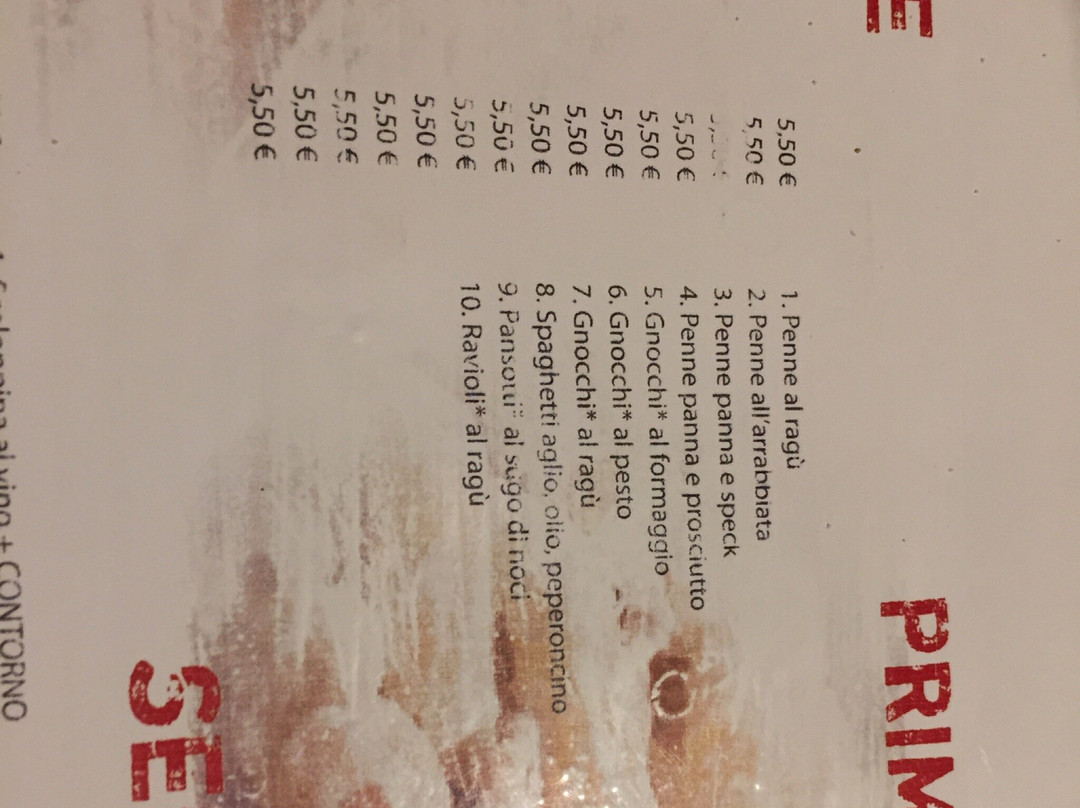 E
5,50 €
5,50 €
5,50 €
5,50 €
5,50 €
5,50 €
5,50 €
5,50 €
5,50 €
5,50 €
5,50 €
5,50 €
5,50 €
5,50 €
PRIM
1. Penne al ragù
2. Penne all'arrabbiata
3. Penne panna e speck
4. Penne panna e prosciutto
5. Gnocchi* al formaggio
6. Gnocchi* al pesto
7. Gnocchi* al ragù
8. Spaghetti aglio, olio, peperoncino
9. Pansotti* al sugo di noci
10. Ravioli* al ragù
SE
al vino + CONTORNO